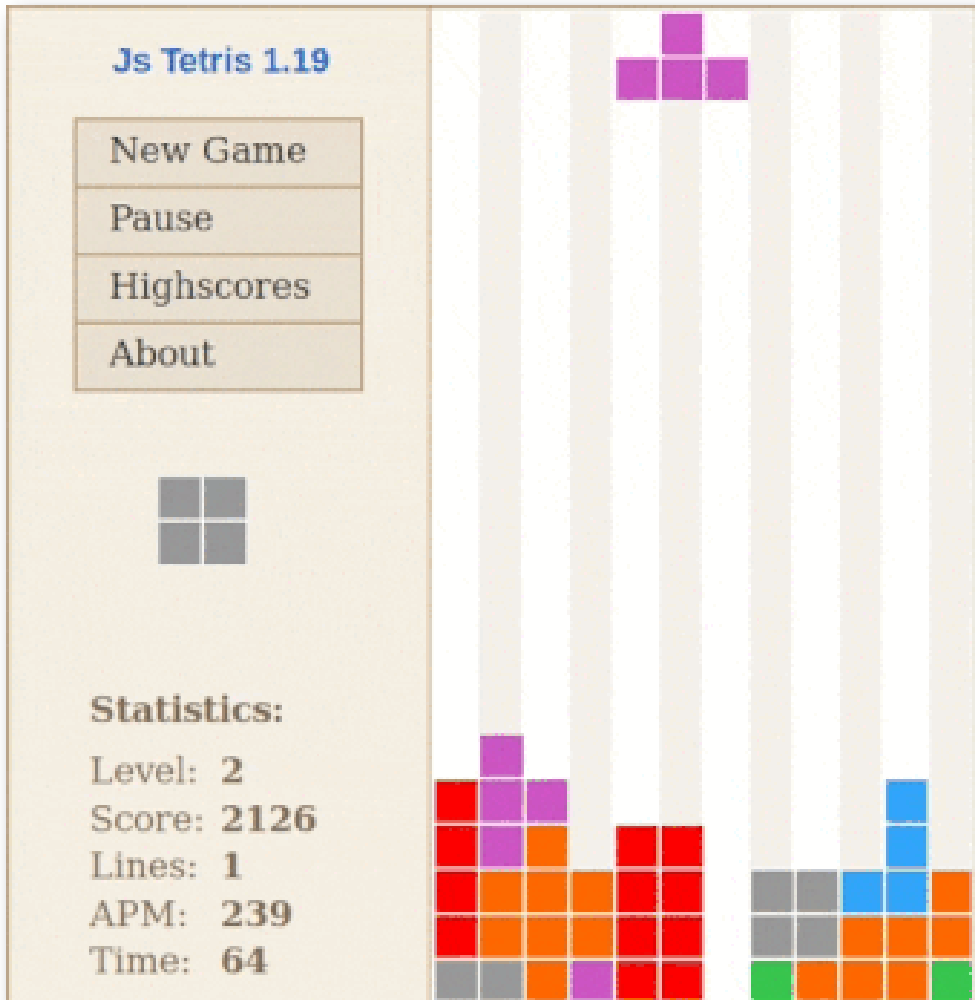 Js Tetris 1.19
New Game
Pause
Highscores
About
Statistics:
Level: 2
Score: 2126
Lines: 1
APM: 239
Time: 64